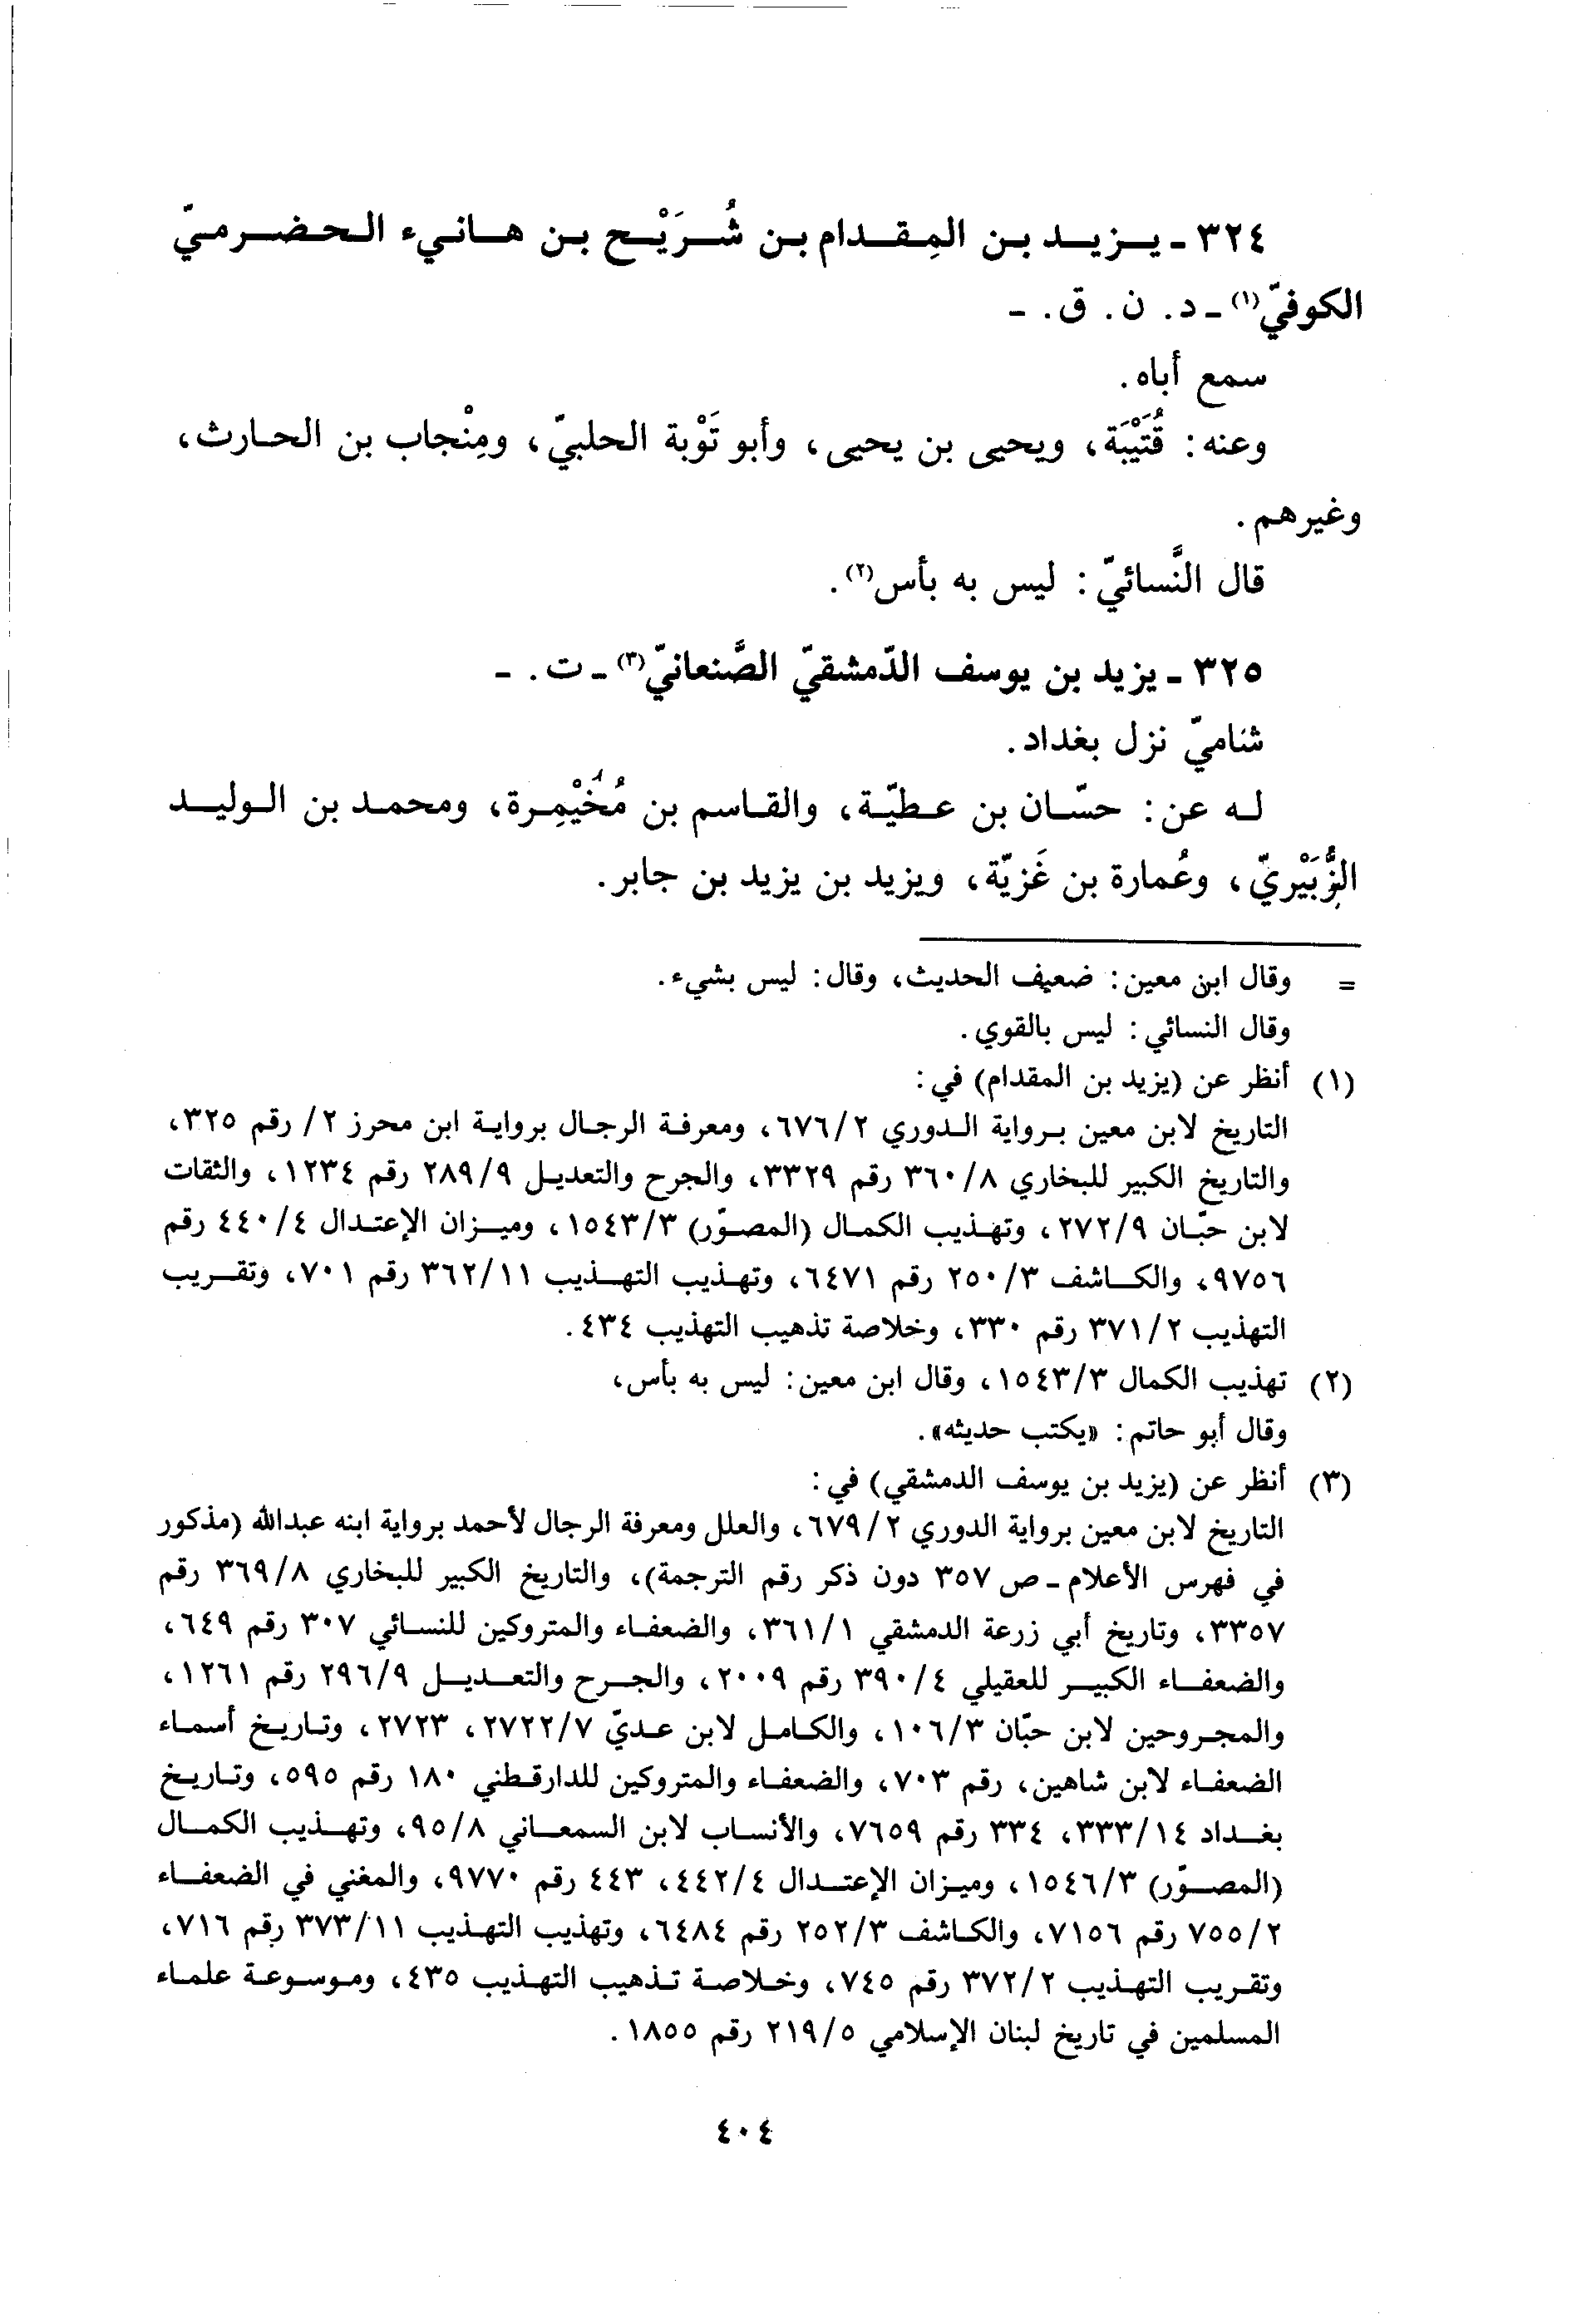 ٣٢٤ - يـزيـد بـن المِـقـدام بـن شُـرَيْـح بـن هـانـيء الـحـضـرمـيّ
الكوفيّ(١) - د. ن. ق. -
سمع أباه.
وعنه: قُتَيْبَة، ويحيى بن يحيى، وأبو تَوْبة الحلبيّ، ومِنْجاب بن الحارث،
وغيرهم.
قال النَّسائيّ: ليس به بأس(٢).
٣٢٥ - يزيد بن يوسف الدّمشقيّ الصَّنعانيّ(٣) - ت. -
شاميّ نزل بغداد.
له عن: حسّان بن عطيّة، والقاسم بن مُخَيْمِرة، ومحمد بن الوليد
الزُّبَيْريّ، وعُمارة بن غَزيّة، ويزيد بن يزيد بن جابر.
= وقال ابن معين: ضعيف الحديث، وقال: ليس بشيء.
وقال النسائي: ليس بالقوي.
(١) أنظر عن (يزيد بن المقدام) في:
التاريخ لابن معين برواية الدوري ٦٧٦/٢، ومعرفة الرجال برواية ابن محرز ٢/ رقم ٣٢٥،
والتاريخ الكبير للبخاري ٣٦٠/٨ رقم ٣٣٢٩، والجرح والتعديل ٢٨٩/٩ رقم ١٢٣٤، والثقات
لابن حبّان ٢٧٢/٩، وتهذيب الكمال (المصوّر) ١٥٤٣/٣، وميزان الإعتدال ٤٤٠/٤ رقم
٩٧٥٦، والكاشف ٢٥٠/٣ رقم ٦٤٧١، وتهذيب التهذيب ٣٦٢/١١ رقم ٧٠١، وتقريب
التهذيب ٣٧١/٢ رقم ٣٣٠، وخلاصة تذهيب التهذيب ٤٣٤.
(٢) تهذيب الكمال ١٥٤٣/٣، وقال ابن معين: ليس به بأس،
وقال أبو حاتم: «يكتب حديثه».
(٣) أنظر عن (يزيد بن يوسف الدمشقي) في:
التاريخ لابن معين برواية الدوري ٦٧٩/٢، والعلل ومعرفة الرجال لأحمد برواية ابنه عبدالله (مذكور
في فهرس الأعلام - ص ٣٥٧ دون ذكر رقم الترجمة)، والتاريخ الكبير للبخاري ٣٦٩/٨ رقم
٣٣٥٧، وتاريخ أبي زرعة الدمشقي ٣٦١/١، والضعفاء والمتروكين للنسائي ٣٠٧ رقم ٦٤٩،
والضعفاء الكبير للعقيلي ٣٩٠/٤ رقم ٢٠٠٩، والجرح والتعديل ٢٩٦/٩ رقم ١٢٦١،
والمجروحين لابن حبّان ١٠٦/٣، والكامل لابن عديّ ٢٧٢٢/٧، ٢٧٢٣، وتاريخ أسماء
الضعفاء لابن شاهين، رقم ٧٠٣، والضعفاء والمتروكين للدارقطني ١٨٠ رقم ٥٩٥، وتاريخ
بغداد ٣٣٣/١٤، ٣٣٤ رقم ٧٦٥٩، والأنساب لابن السمعاني ٩٥/٨، وتهذيب الكمال
(المصوّر) ١٥٤٦/٣، وميزان الإعتدال ٤٤٢/٤، ٤٤٣ رقم ٩٧٧٠، والمغني في الضعفاء
٧٥٥/٢ رقم ٧١٥٦، والكاشف ٢٥٢/٣ رقم ٦٤٨٤، وتهذيب التهذيب ٣٧٣/١١ رقم ٧١٦،
وتقريب التهذيب ٣٧٢/٢ رقم ٧٤٥، وخلاصة تذهيب التهذيب ٤٣٥، وموسوعة علماء
المسلمين في تاريخ لبنان الإسلامي ٢١٩/٥ رقم ١٨٥٥.
٤٠٤